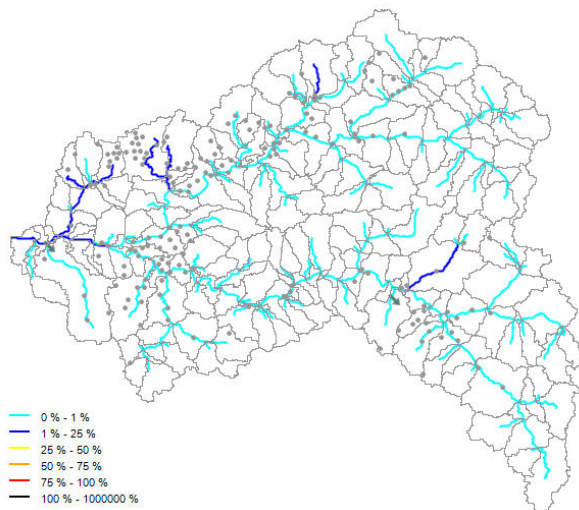 0 % - 1 %
1 % - 25 %
25 % - 50 %
50 % - 75 %
75 % - 100 %
100 % - 1000000 %